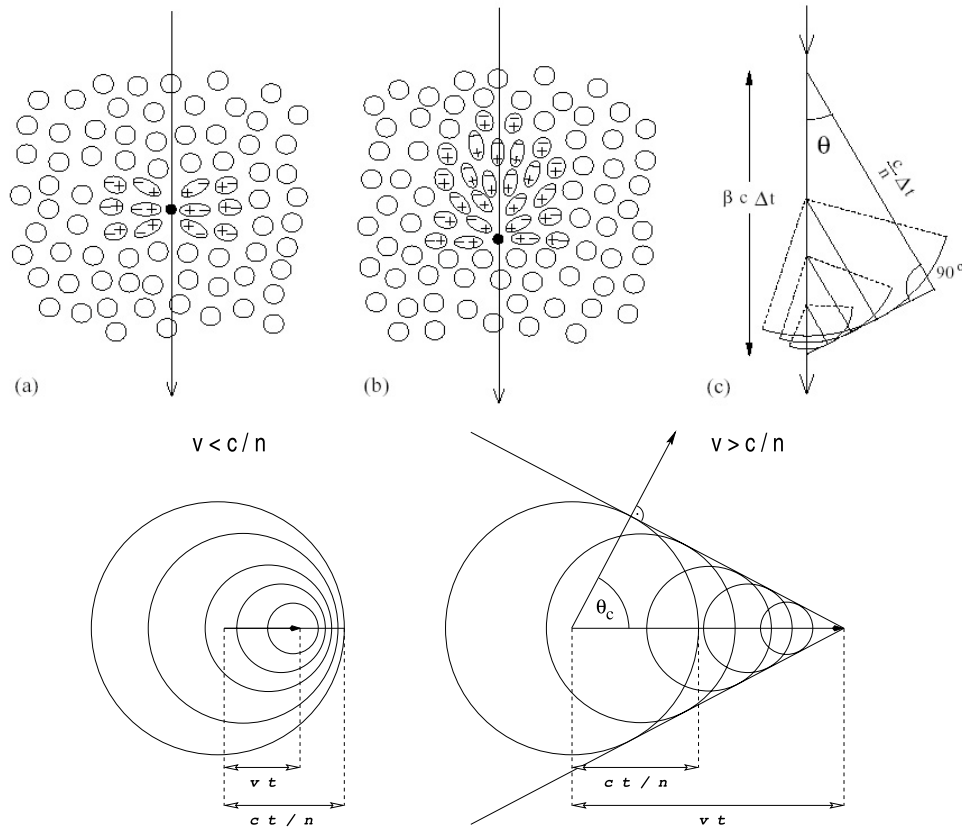 θ
c/n Δt
β c Δt
90°
(a)
(b)
(c)
v < c / n
v > c / n
θc
v t
c t / n
c t / n
v t